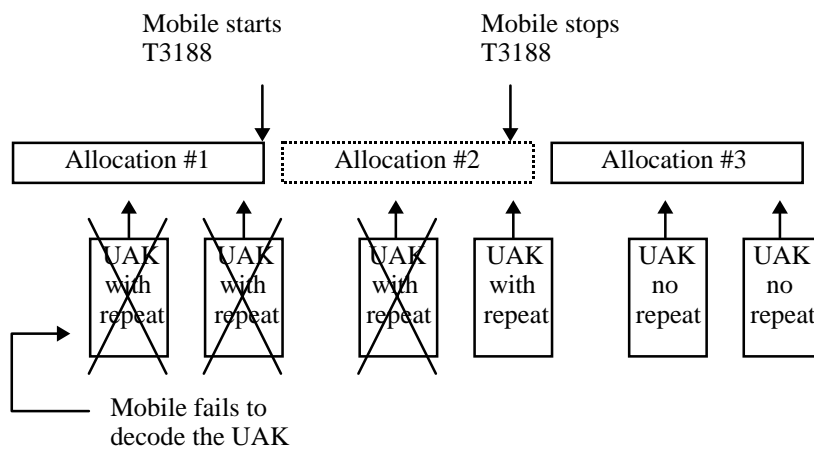 Mobile starts
T3188
Mobile stops
T3188
Allocation #1
Allocation #2
Allocation #3
UAK
with
repeat
UAK
with
repeat
UAK
with
repeat
UAK
with
repeat
UAK
no
repeat
UAK
no
repeat
Mobile fails to
decode the UAK